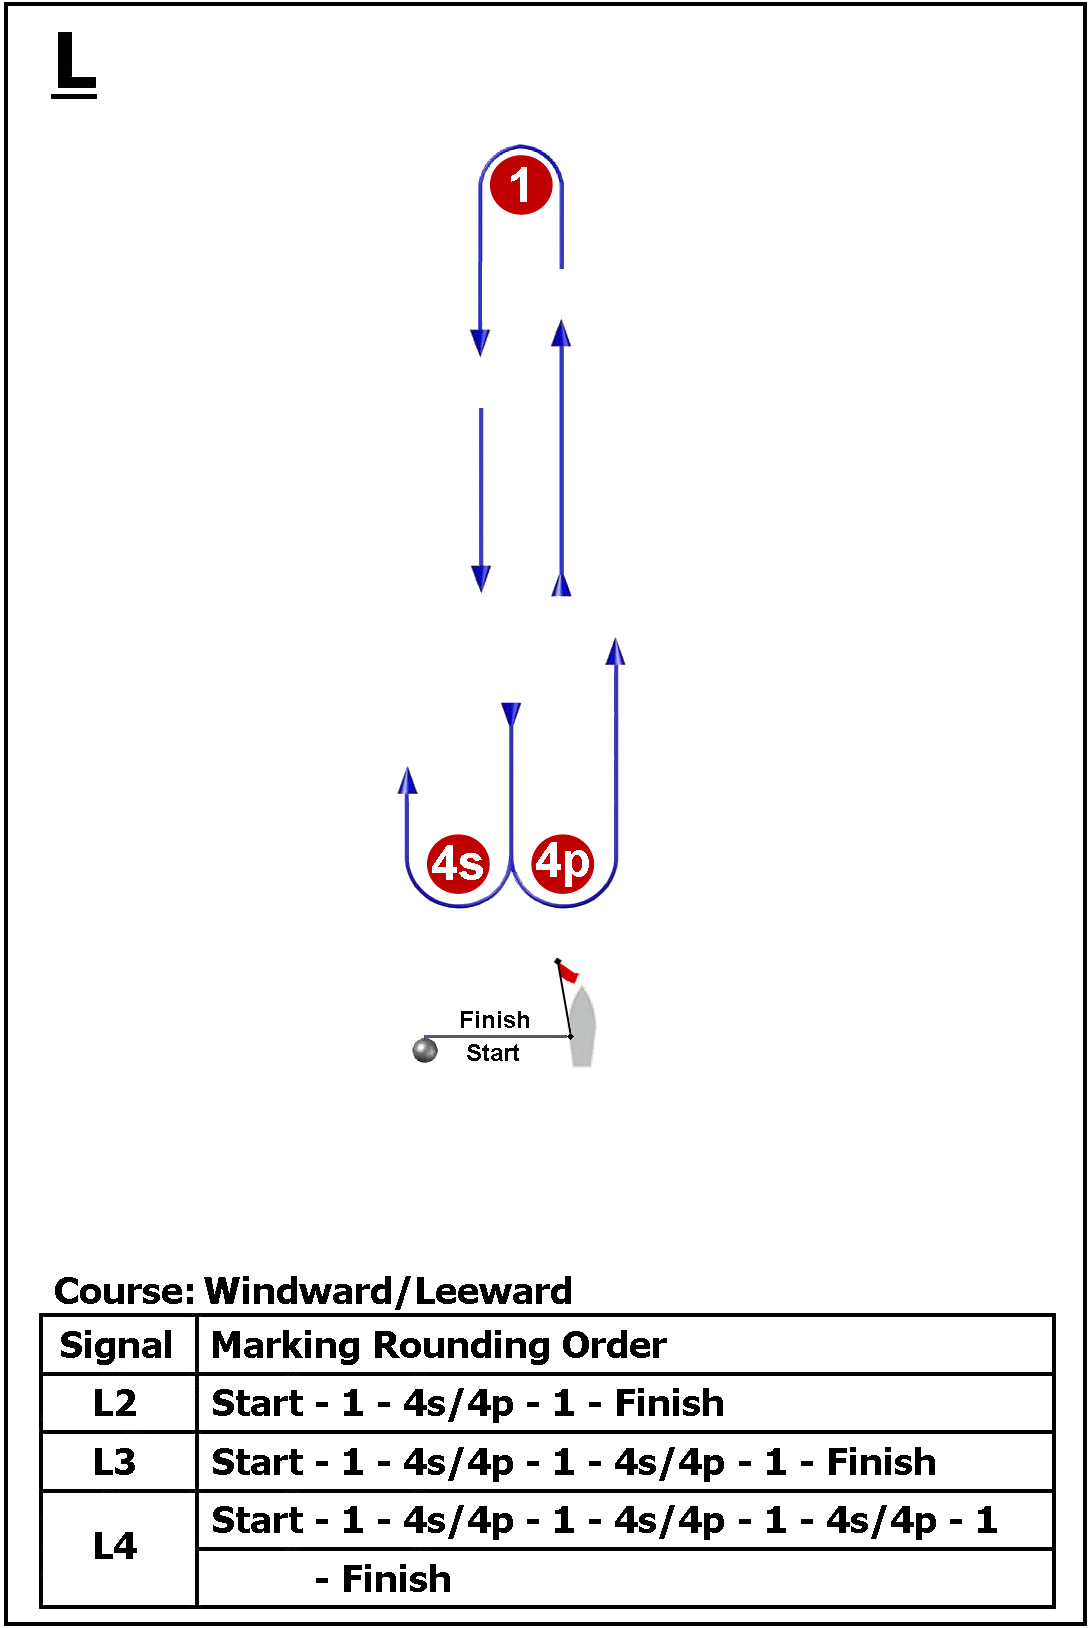 L
1
4s 4p
Finish
Start
Course: Windward/Leeward
Signal Marking Rounding Order
L2 Start - 1 - 4s/4p - 1 - Finish
L3 Start - 1 - 4s/4p - 1 - 4s/4p - 1 - Finish
L4 Start - 1 - 4s/4p - 1 - 4s/4p - 1 - 4s/4p - 1
- Finish